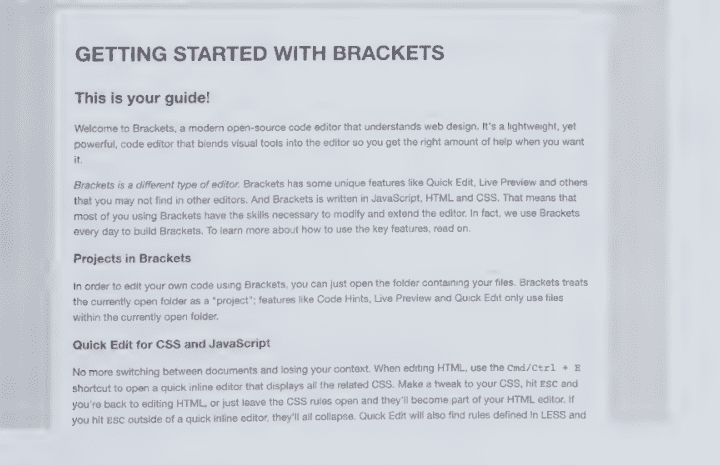 GETTING STARTED WITH BRACKETS
This is your guide!
Welcome to Brackets, a modern open-source code editor that understands web design. It's a lightweight, yet
powerful, code editor that blends visual tools into the editor so you get the right amount of help when you want
it.
Brackets is a different type of editor. Brackets has some unique features like Quick Edit, Live Preview and others
that you may not find in other editors. And Brackets is written in JavaScript, HTML and CSS. That means that
most of you using Brackets have the skills necessary to modify and extend the editor. In fact, we use Brackets
every day to build Brackets. To learn more about how to use the key features, read on.
Projects in Brackets
In order to edit your own code using Brackets, you can just open the folder containing your files. Brackets treats
the currently open folder as a "project"; features like Code Hints, Live Preview and Quick Edit only use files
within the currently open folder.
Quick Edit for CSS and JavaScript
No more switching between documents and losing your context. When editing HTML, use the Cmd/Ctrl + E
shortcut to open a quick inline editor that displays all the related CSS. Make a tweak to your CSS, hit ESC and
you're back to editing HTML, or just leave the CSS rules open and they'll become part of your HTML editor. If
you hit ESC outside of a quick inline editor, they'll all collapse. Quick Edit will also find rules defined in LESS and